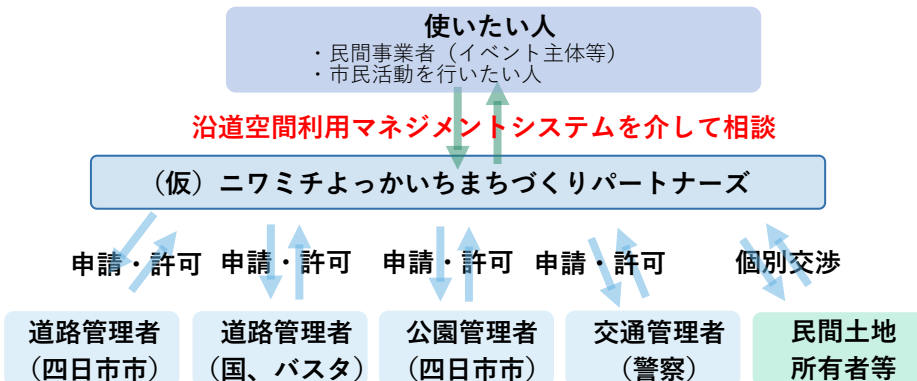 使いたい人
・民間事業者（イベント主体等）
・市民活動を行いたい人
沿道空間利用マネジメントシステムを介して相談
（仮）ニワミチよっかいちまちづくりパートナーズ
申請・許可
申請・許可
申請・許可
申請・許可
個別交渉
道路管理者
（四日市市）
道路管理者
（国、バスタ）
公園管理者
（四日市市）
交通管理者
（警察）
民間土地
所有者等